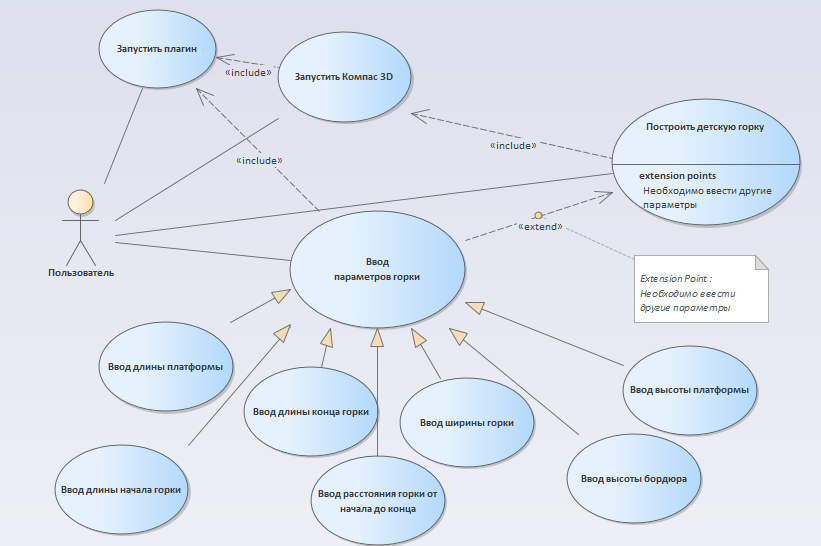 Запустить плагин
«include»
Запустить Компас 3D
«include»
«include»
Построить детскую горку
extension points
Необходимо ввести другие
параметры
«extend»
Пользователь
Ввод
параметров горки
Extension Point :
Необходимо ввести
другие параметры
Ввод длины платформы
Ввод длины конца горки
Ввод ширины горки
Ввод высоты платформы
Ввод длины начала горки
Ввод расстояния горки от
начала до конца
Ввод высоты бордюра